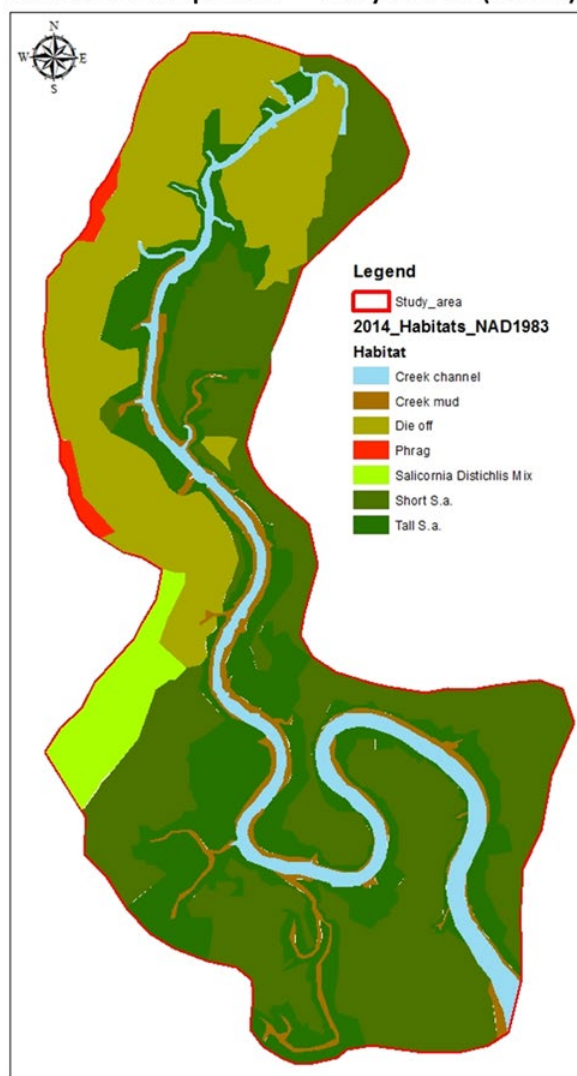 N
W E
S
Legend
Study_area
2014_Habitats_NAD1983
Habitat
Creek channel
Creek mud
Die off
Phrag
Salicornia Distichlis Mix
Short S.a.
Tall S.a.